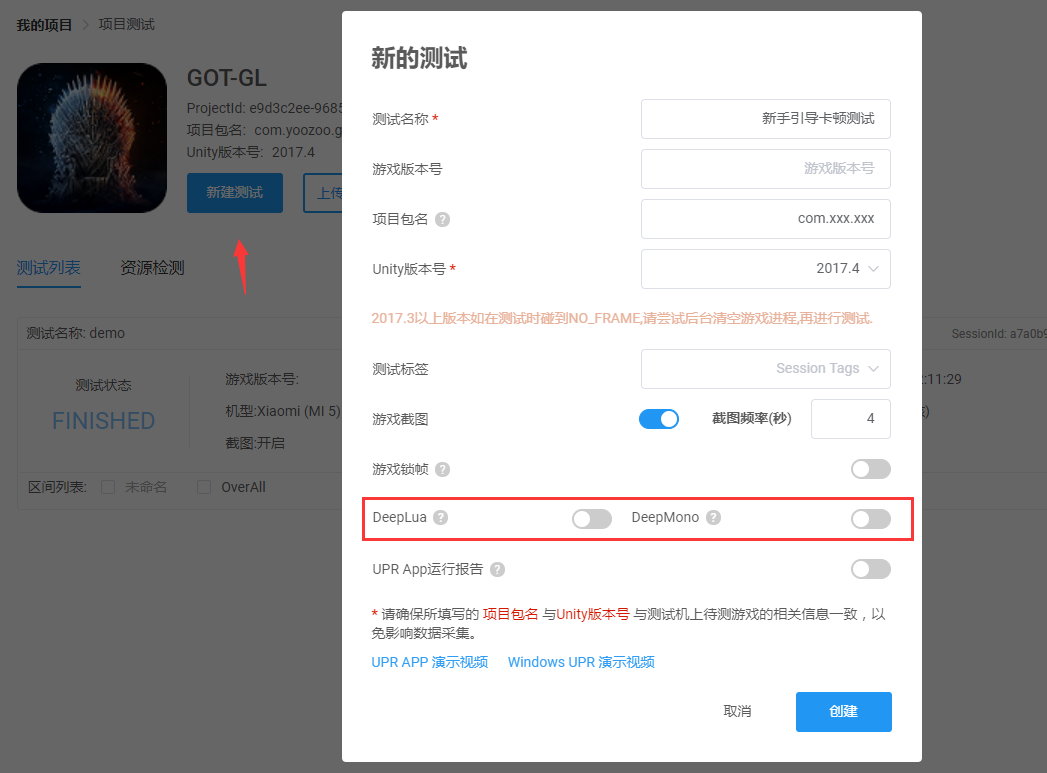 我的项目 > 项目测试
GOT-GL
ProjectId: e9d3c2ee-9685
项目包名: com.yoozoo.g
Unity版本号: 2017.4
新建测试 上传
测试列表 资源检测
测试名称: demo
SessionId: a7a0b9
测试状态
FINISHED
游戏版本号:
:11:29
机型:Xiaomi (MI 5)
截图:开启
区间列表: 未命名 OverAll
新的测试
测试名称 * 新手引导卡顿测试
游戏版本号 游戏版本号
项目包名 ? com.xxx.xxx
Unity版本号 * 2017.4
2017.3以上版本如在测试时碰到NO_FRAME,请尝试后台清空游戏进程,再进行测试.
测试标签 Session Tags
游戏截图 截图频率(秒) 4
游戏锁帧 ?
DeepLua ? DeepMono ?
UPR App运行报告 ?
* 请确保所填写的 项目包名 与Unity版本号 与测试机上待测游戏的相关信息一致，以
免影响数据采集。
UPR APP 演示视频 Windows UPR 演示视频
取消 创建